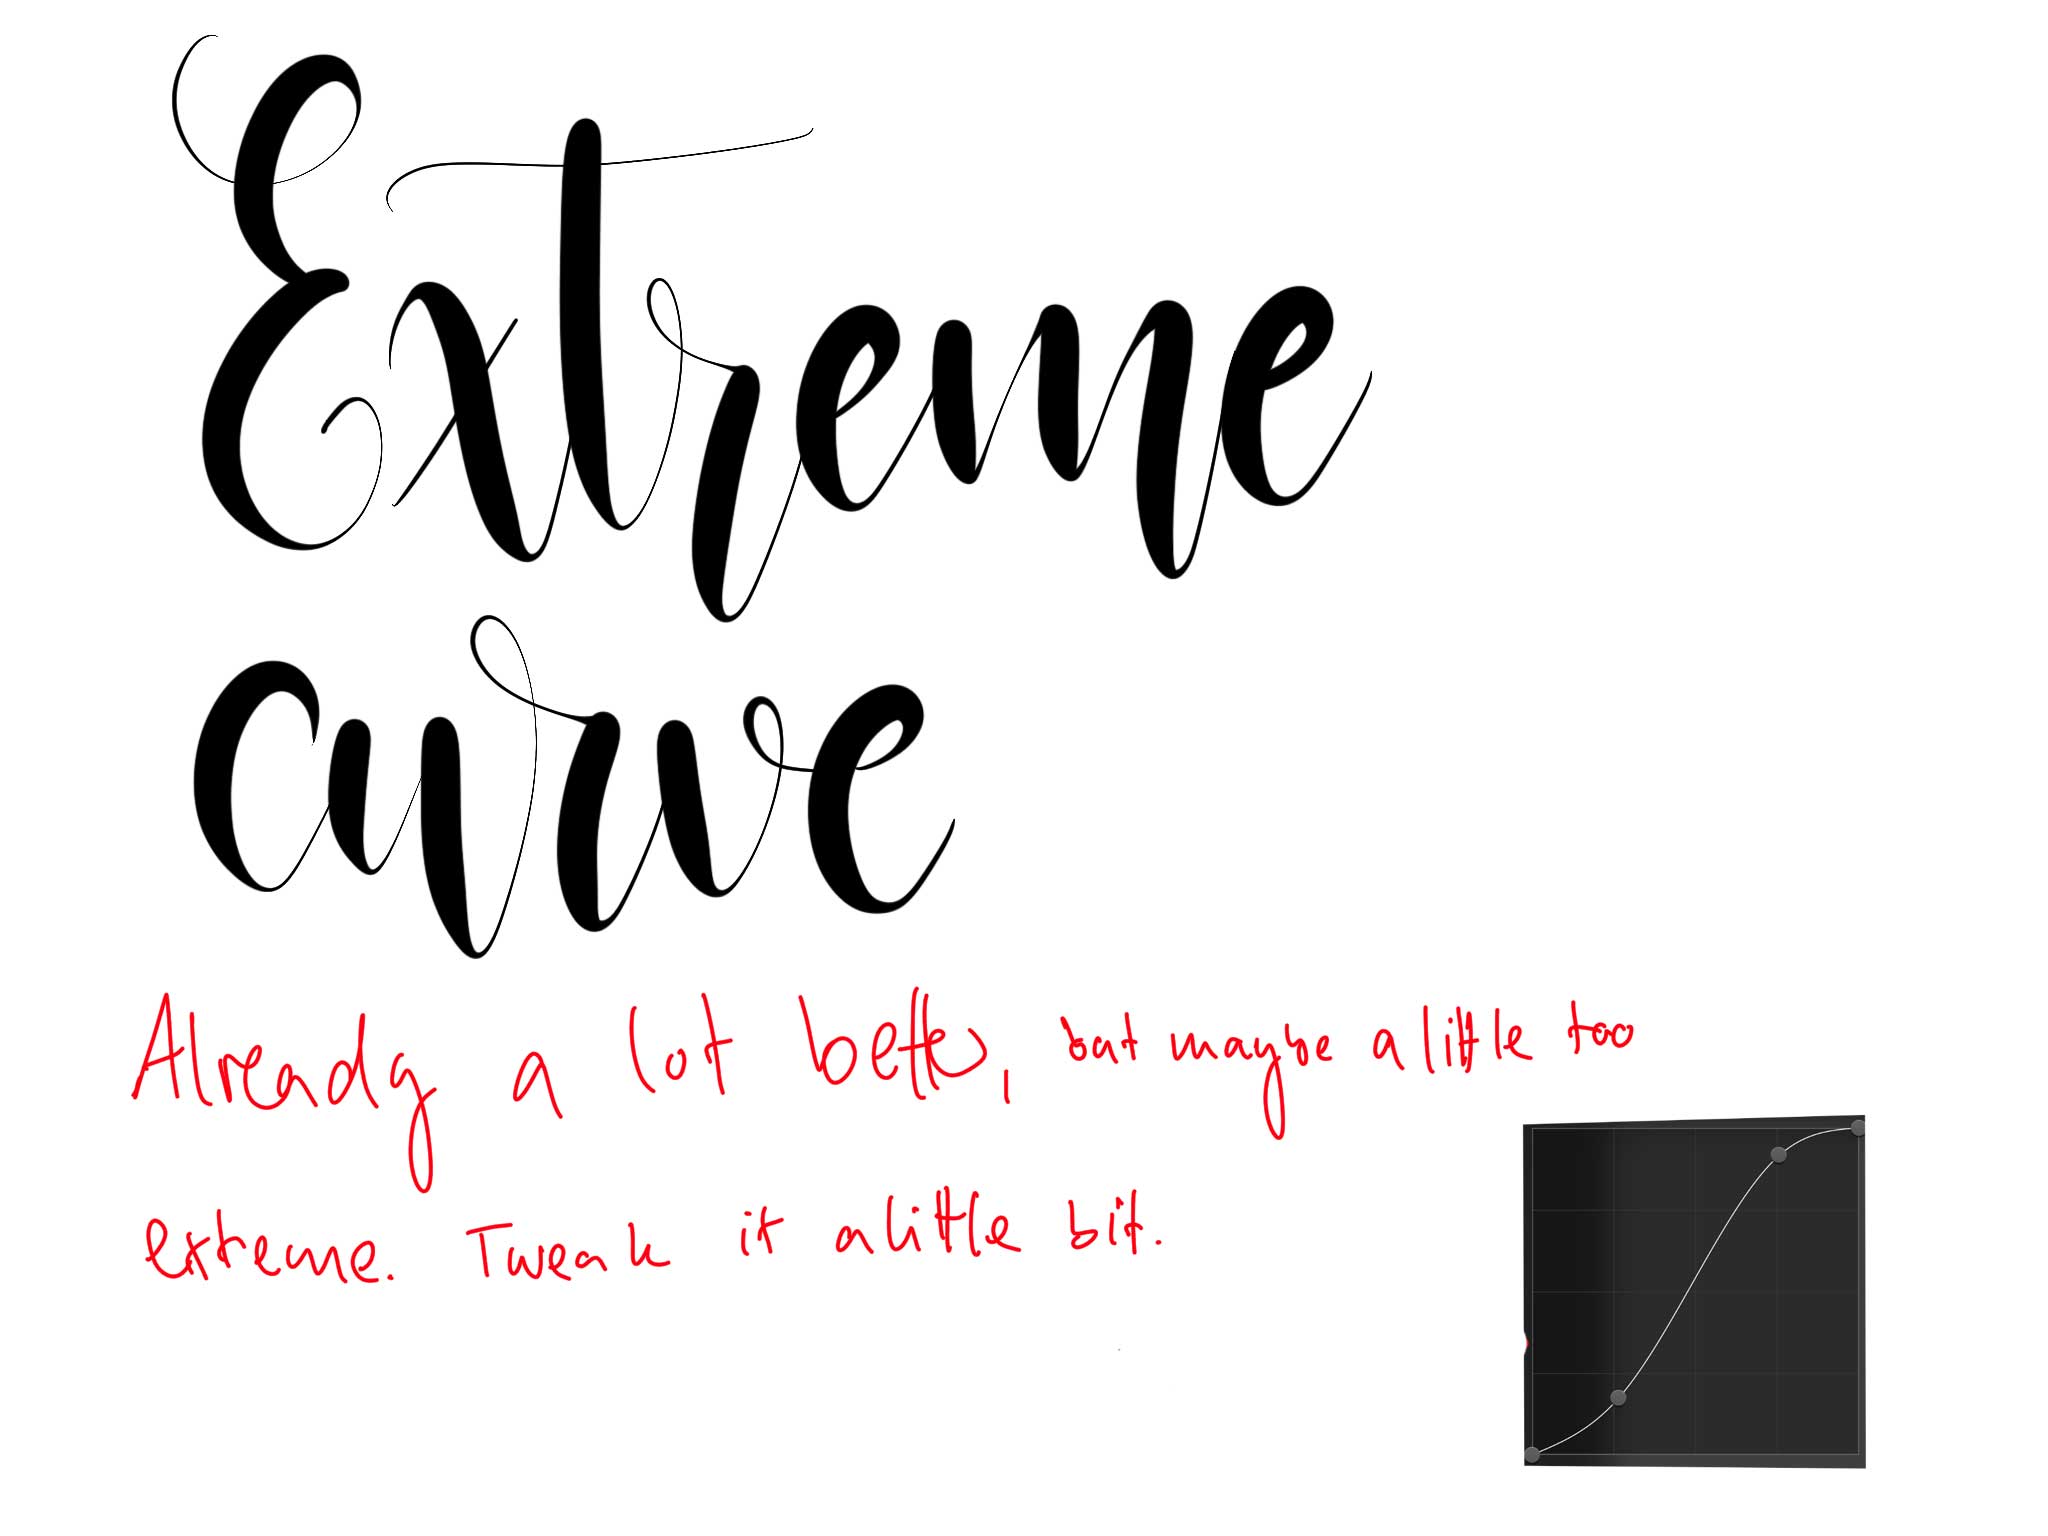 Extreme
curve
Already a lot better, but maybe a little too
extreme. Tweak it a little bit.